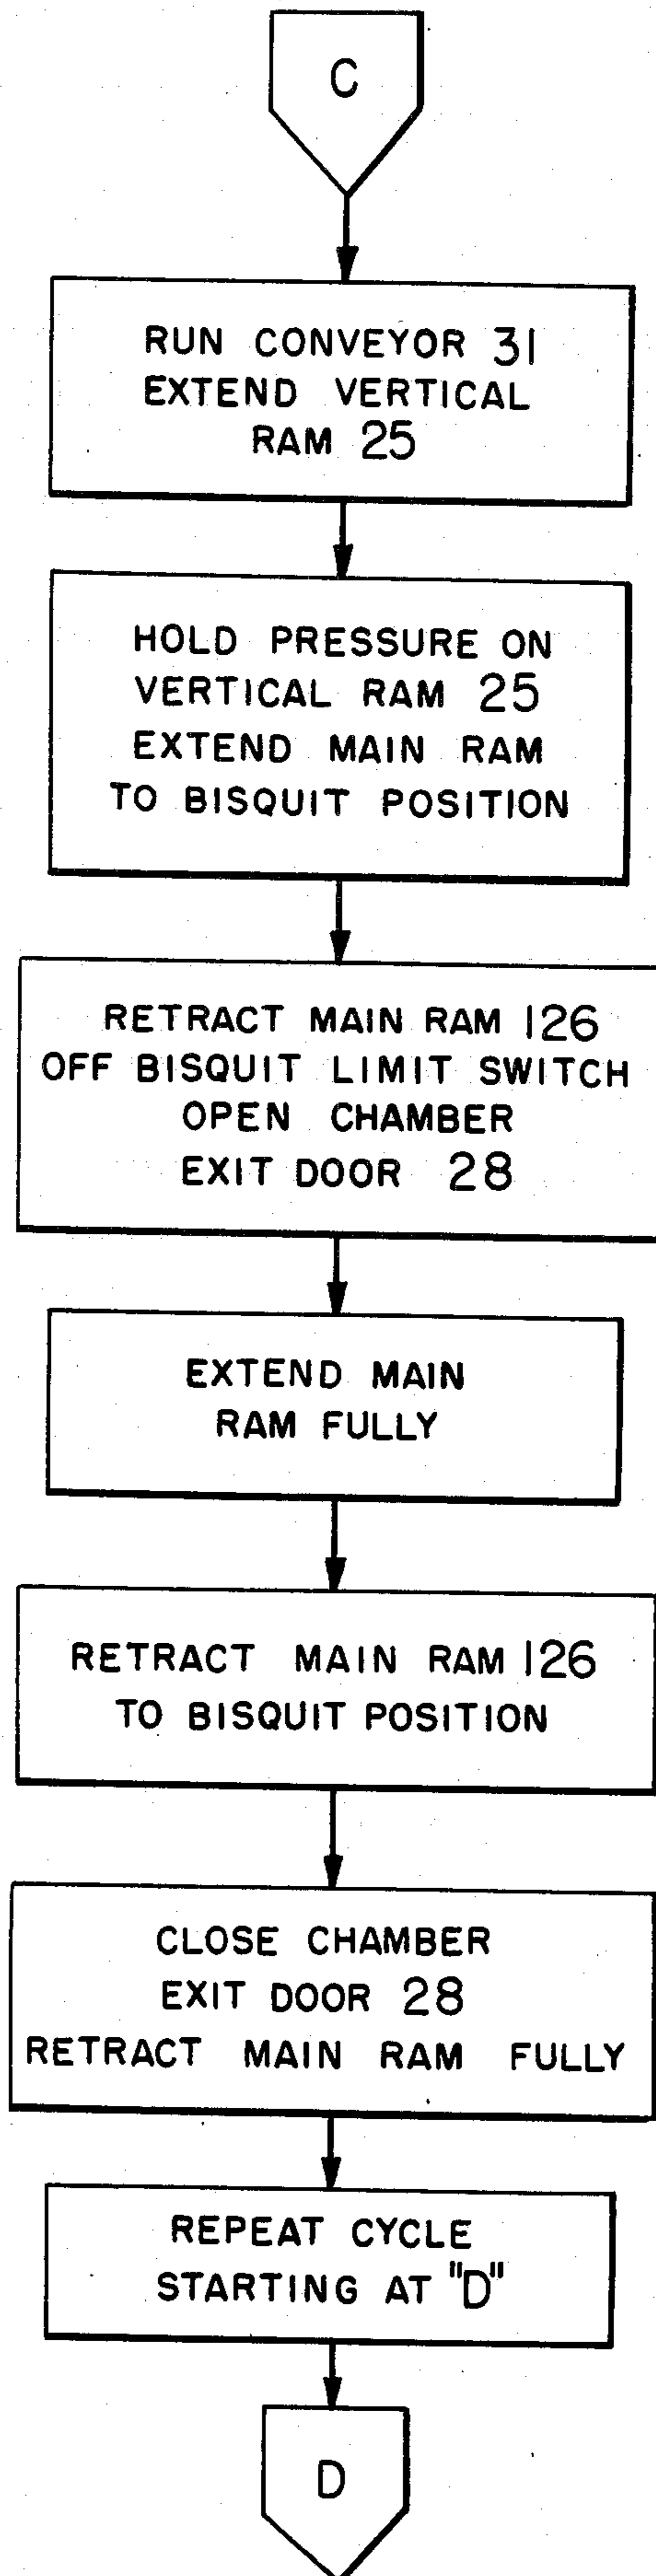 C
RUN CONVEYOR 31
EXTEND VERTICAL
RAM 25
HOLD PRESSURE ON
VERTICAL RAM 25
EXTEND MAIN RAM
TO BISQUIT POSITION
RETRACT MAIN RAM 126
OFF BISQUIT LIMIT SWITCH
OPEN CHAMBER
EXIT DOOR 28
EXTEND MAIN
RAM FULLY
RETRACT MAIN RAM 126
TO BISQUIT POSITION
CLOSE CHAMBER
EXIT DOOR 28
RETRACT MAIN RAM FULLY
REPEAT CYCLE
STARTING AT "D"
D